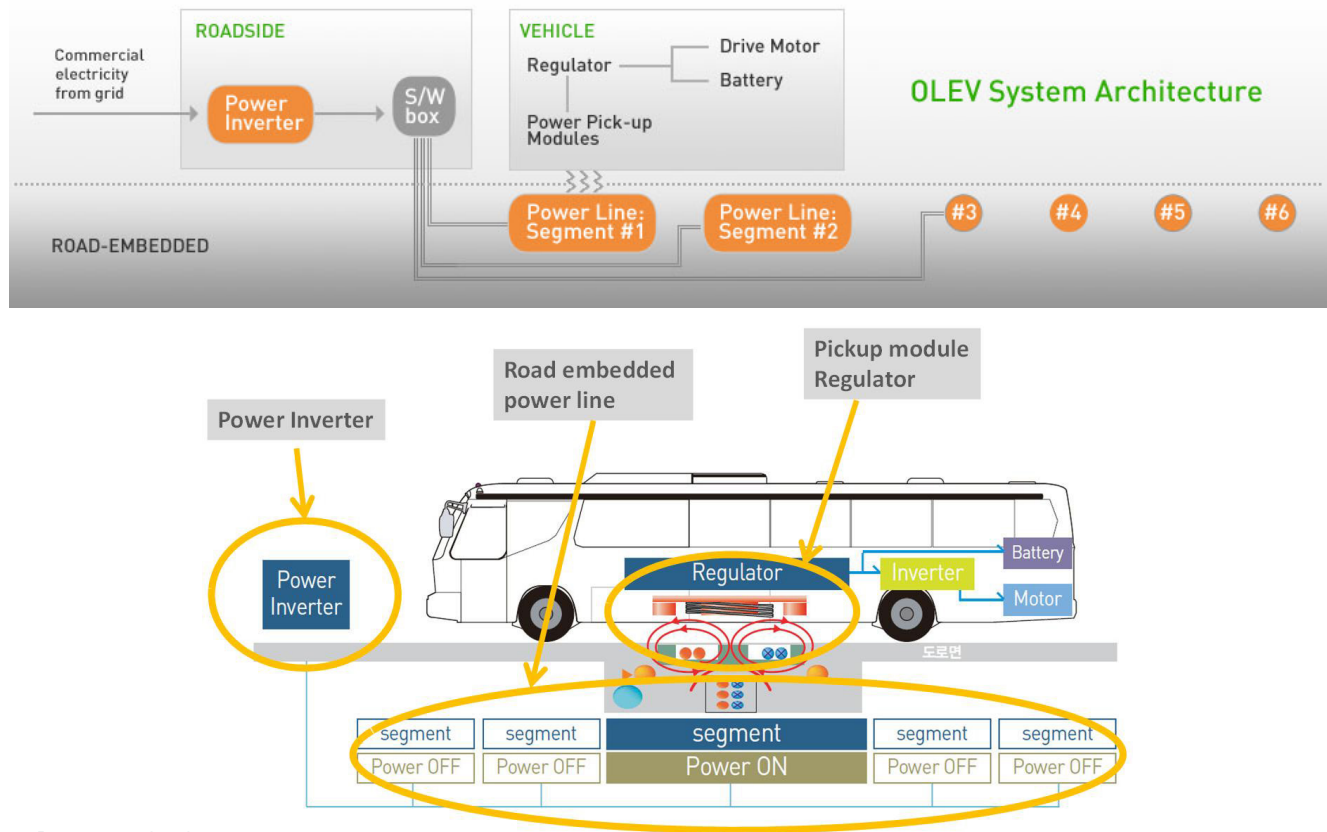 ROADSIDE
Commercial
electricity
from grid
Power
Inverter
S/W
box
VEHICLE
Regulator
Drive Motor
Battery
Power Pick-up
Modules
OLEV System Architecture
Power Line:
Segment #1
Power Line:
Segment #2
#3
#4
#5
#6
ROAD-EMBEDDED
Power Inverter
Road embedded
power line
Pickup module
Regulator
Power
Inverter
Regulator
Inverter
Battery
Motor
도로면
segment
segment
segment
segment
segment
Power OFF
Power OFF
Power ON
Power OFF
Power OFF